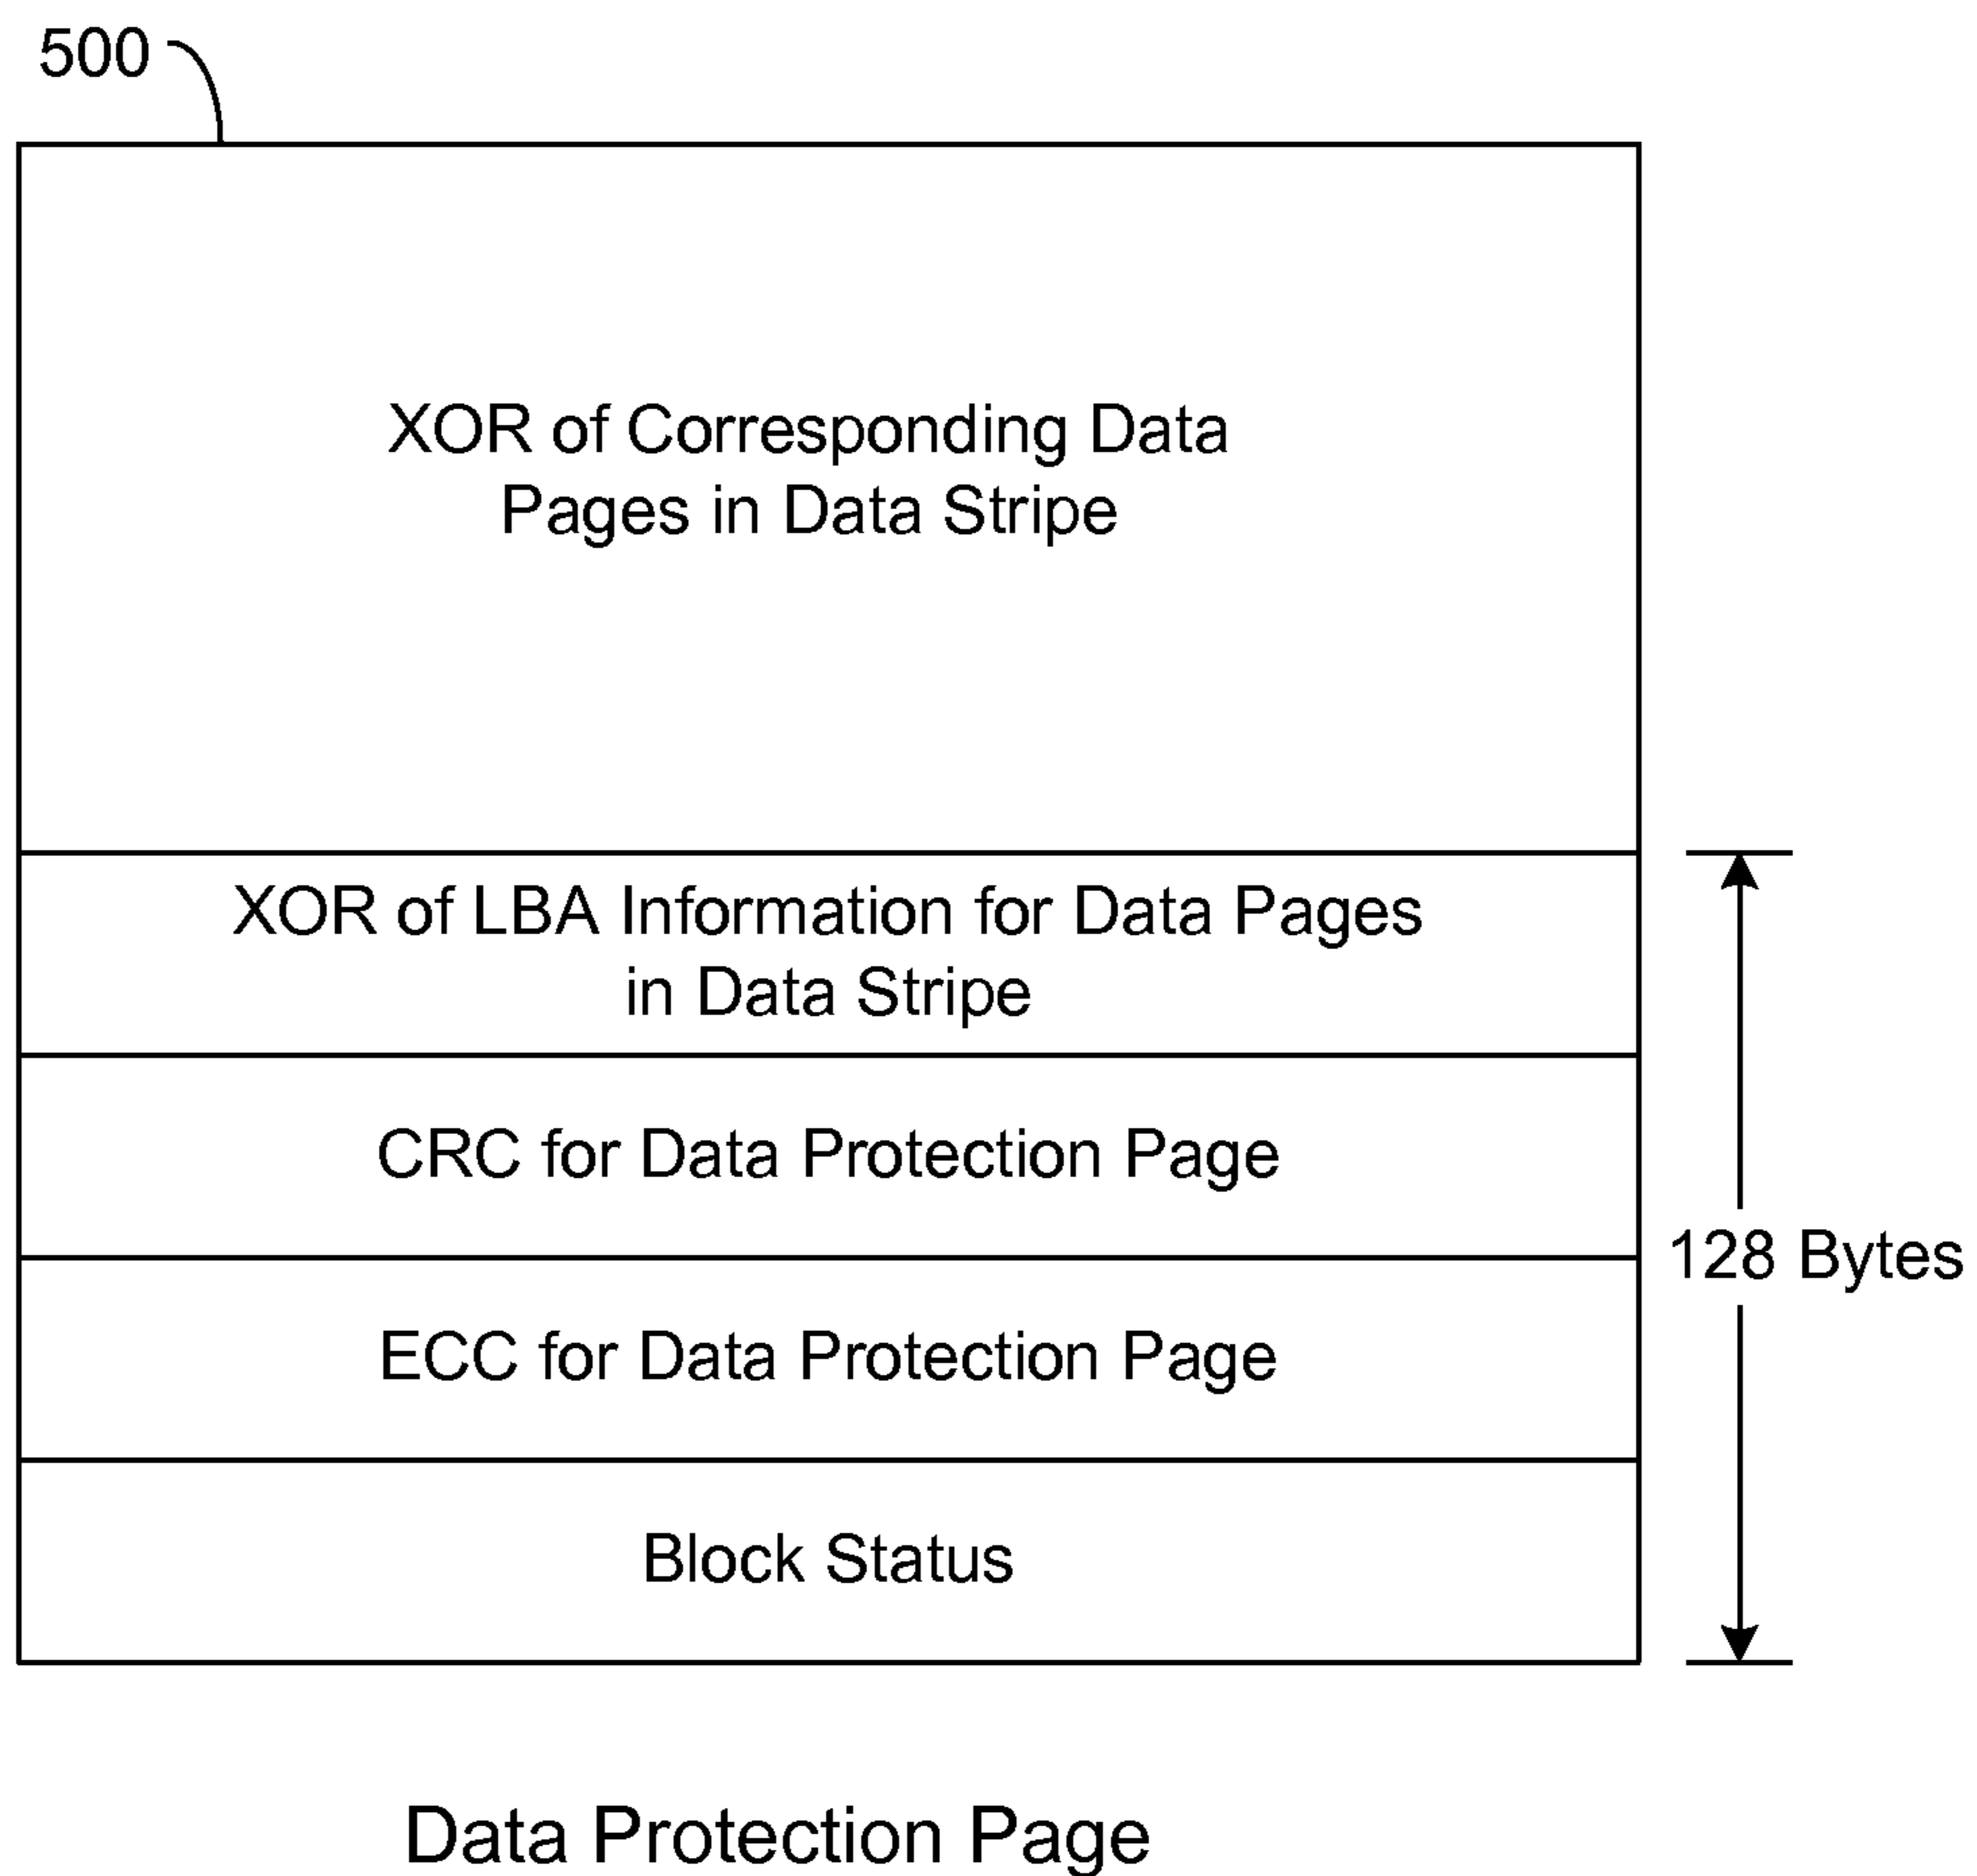 500
XOR of Corresponding Data
Pages in Data Stripe
XOR of LBA Information for Data Pages
in Data Stripe
CRC for Data Protection Page
128 Bytes
ECC for Data Protection Page
Block Status
Data Protection Page